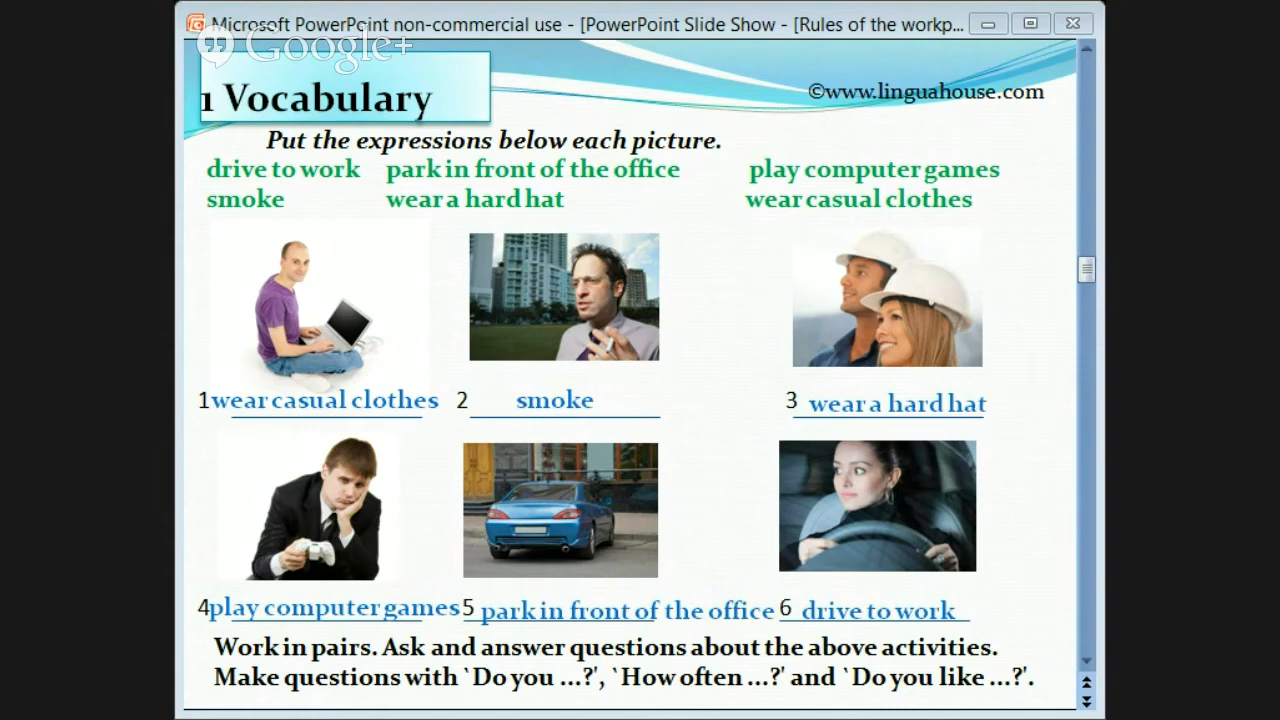 Microsoft PowerPoint non-commercial use - [PowerPoint Slide Show - [Rules of the workp...
Google+
1 Vocabulary
©www.linguahouse.com
Put the expressions below each picture.
drive to work park in front of the office play computer games
smoke wear a hard hat wear casual clothes
1 wear casual clothes 2 smoke 3 wear a hard hat
4 play computer games 5 park in front of the office 6 drive to work
Work in pairs. Ask and answer questions about the above activities.
Make questions with `Do you ...?', `How often ...?' and `Do you like ...?'.